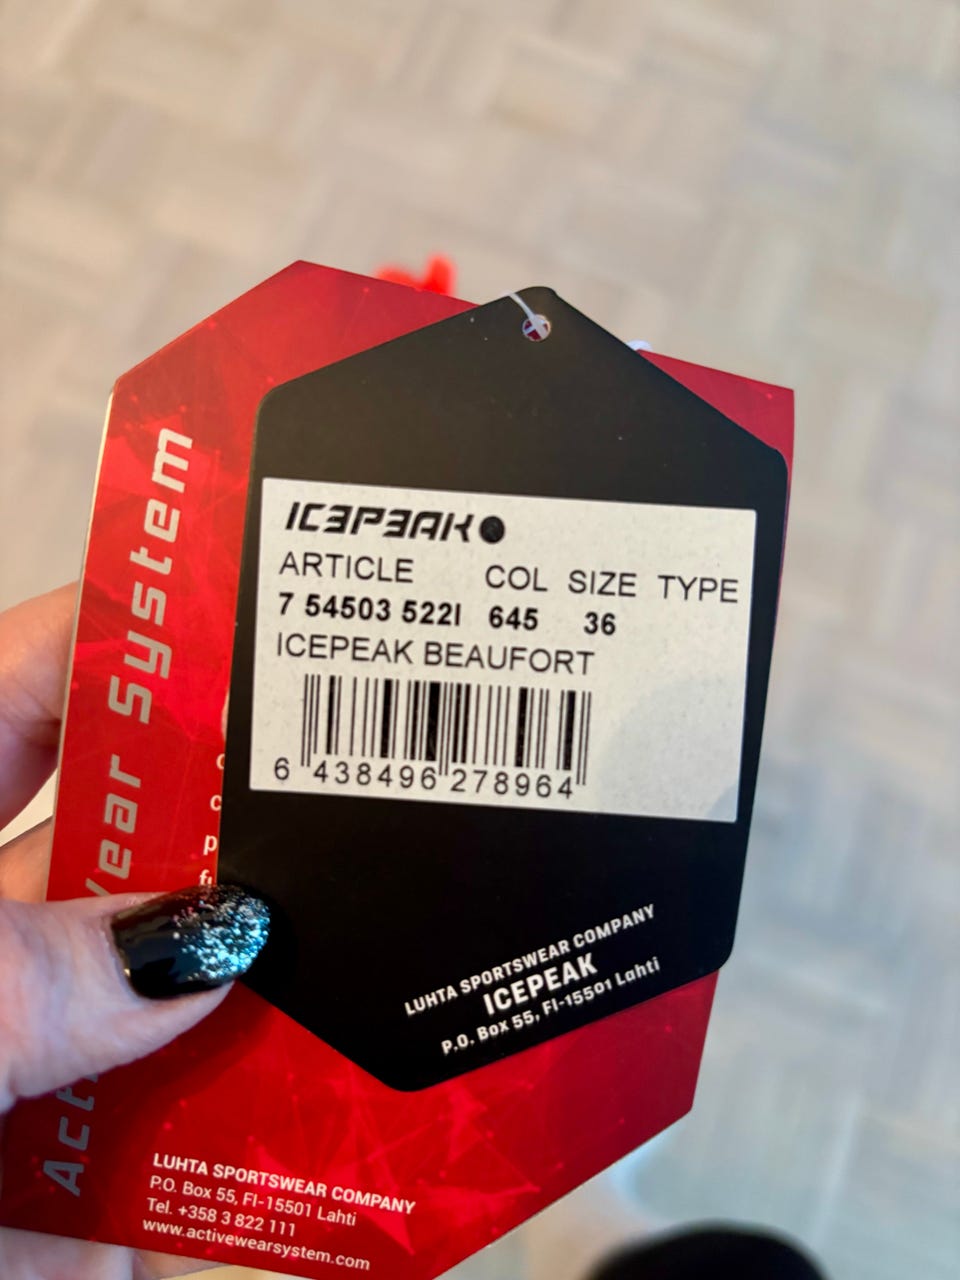 ICEPEAK
ARTICLE COL SIZE TYPE
7 54503 522I 645 36
ICEPEAK BEAUFORT
6 438496 278964
LUHTA SPORTSWEAR COMPANY
ICEPEAK
P.O. Box 55, FI-15501 Lahti
System
LUHTA SPORTSWEAR COMPANY
P.O. Box 55, FI-15501 Lahti
Tel. +358 3 822 111
www.activewearsystem.com